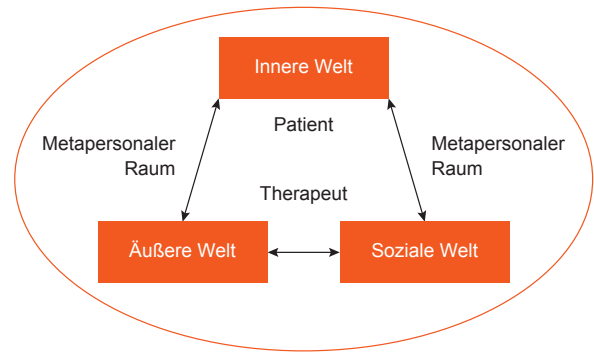 Innere Welt
Patient
Metapersonaler
Raum
Metapersonaler
Raum
Therapeut
Äußere Welt
Soziale Welt